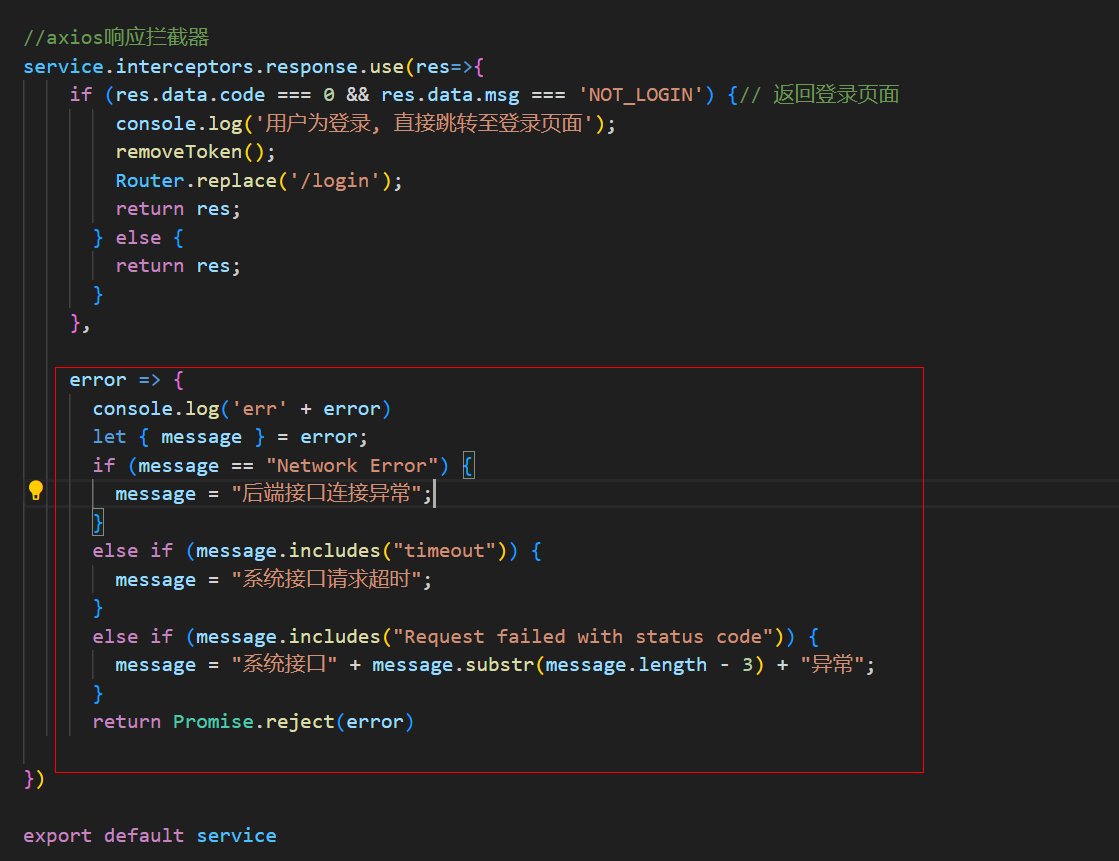 //axios响应拦截器
service.interceptors.response.use(res=>{
if (res.data.code === 0 && res.data.msg === 'NOT_LOGIN') {// 返回登录页面
console.log('用户为登录, 直接跳转至登录页面');
removeToken();
Router.replace('/login');
return res;
} else {
return res;
}
},
error => {
console.log('err' + error)
let { message } = error;
if (message == "Network Error") {
message = "后端接口连接异常";
}
else if (message.includes("timeout")) {
message = "系统接口请求超时";
}
else if (message.includes("Request failed with status code")) {
message = "系统接口" + message.substr(message.length - 3) + "异常";
}
return Promise.reject(error)
})
export default service